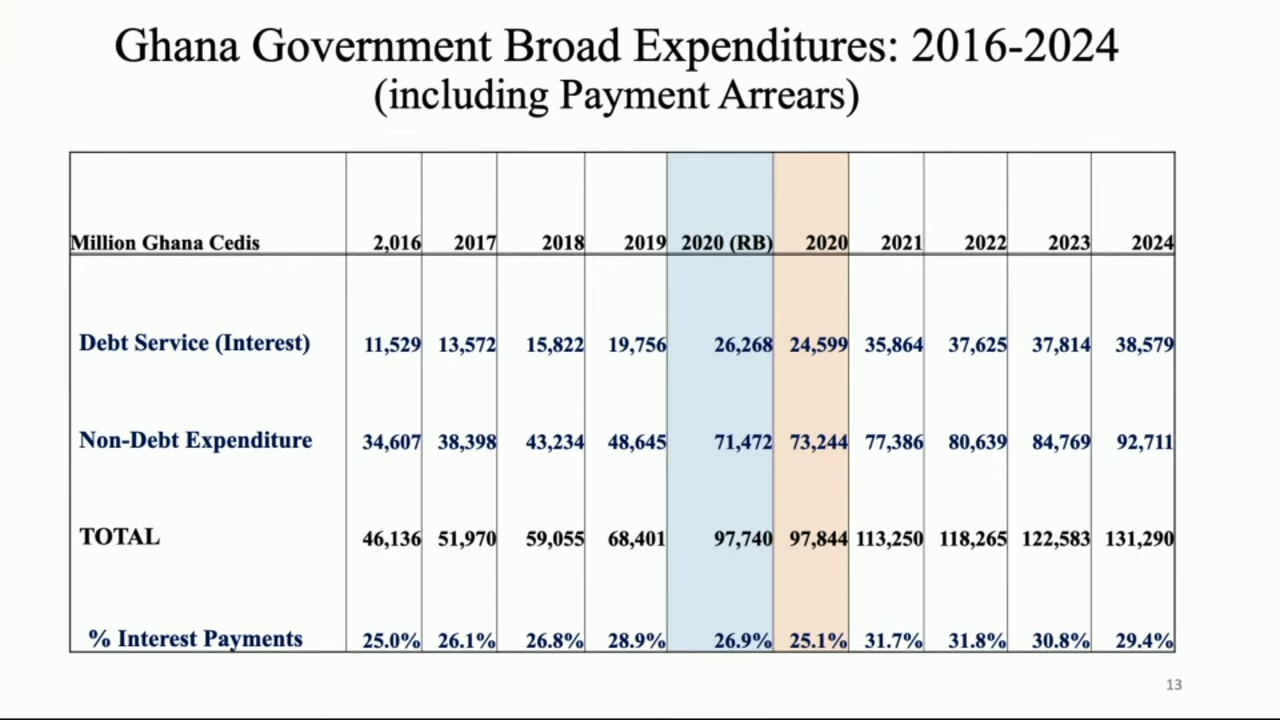 Ghana Government Broad Expenditures: 2016-2024
(including Payment Arrears)
Million Ghana Cedis 2,016 2017 2018 2019 2020 (RB) 2020 2021 2022 2023 2024
Debt Service (Interest) 11,529 13,572 15,822 19,756 26,268 24,599 35,864 37,625 37,814 38,579
Non-Debt Expenditure 34,607 38,398 43,234 48,645 71,472 73,244 77,386 80,639 84,769 92,711
TOTAL 46,136 51,970 59,055 68,401 97,740 97,844 113,250 118,265 122,583 131,290
% Interest Payments 25.0% 26.1% 26.8% 28.9% 26.9% 25.1% 31.7% 31.8% 30.8% 29.4%
13